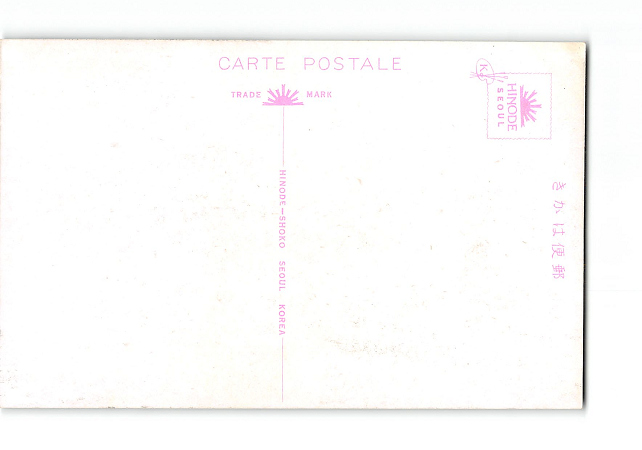 CARTE POSTALE
TRADE MARK
K
HINODE
SEOUL
HINODE-SHOKO SEOUL KOREA
きかは便郵